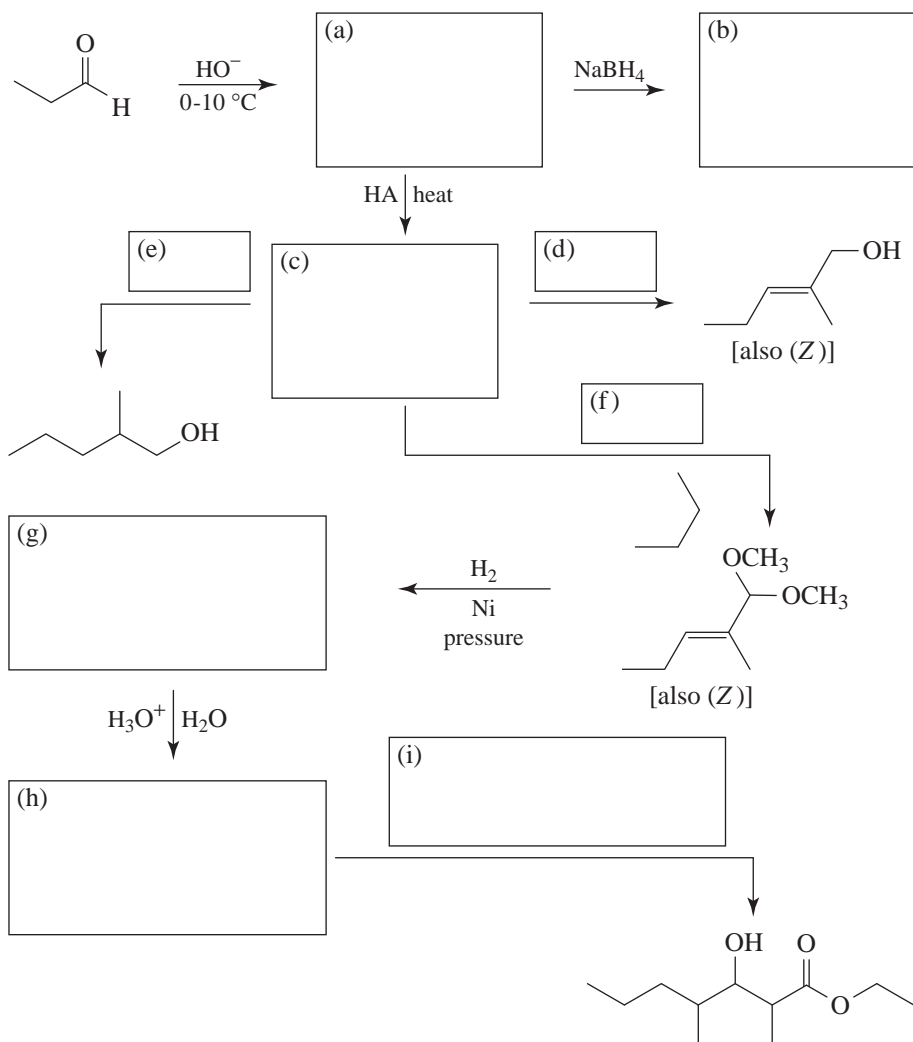 (a)
(b)
O
H
HO⁻
0-10 °C
NaBH₄
HA heat
(e)
(c)
(d)
OH
[also (Z)]
(f)
OH
(g)
OCH₃
OCH₃
H₂
Ni
pressure
[also (Z)]
H₃O⁺ H₂O
(i)
(h)
OH
O
O